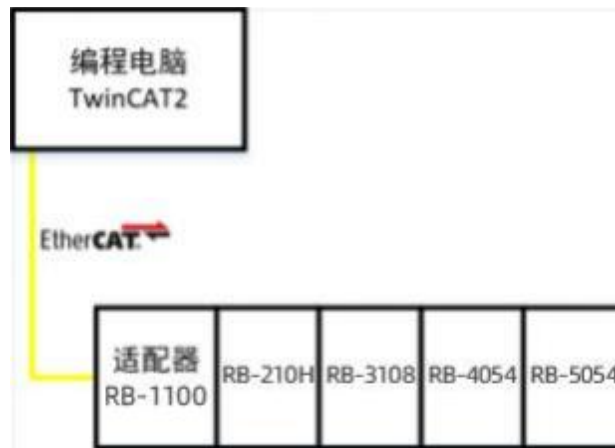 编程电脑
TwinCAT2
EtherCAT
适配器
RB-1100
RB-210H
RB-3108
RB-4054
RB-5054